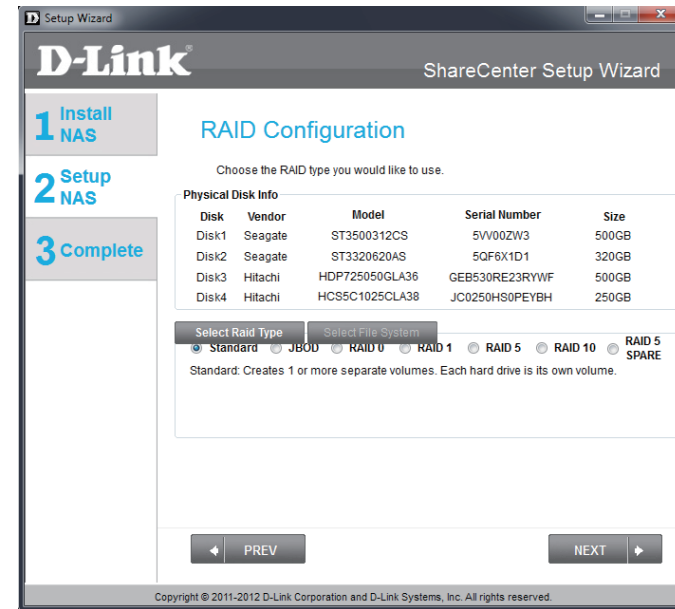 Setup Wizard
D-Link®
ShareCenter Setup Wizard
1 Install NAS
2 Setup NAS
3 Complete
RAID Configuration
Choose the RAID type you would like to use.
Physical Disk Info
Disk Vendor Model Serial Number Size
Disk1 Seagate ST3500312CS 5VV00ZW3 500GB
Disk2 Seagate ST3320620AS 5QF6X1D1 320GB
Disk3 Hitachi HDP725050GLA36 GEB530RE23RYWF 500GB
Disk4 Hitachi HCS5C1025CLA38 JC0250HS0PEYBH 250GB
Select Raid Type Select File System
Standard JBOD RAID 0 RAID 1 RAID 5 RAID 10 RAID 5 SPARE
Standard: Creates 1 or more separate volumes. Each hard drive is its own volume.
PREV NEXT
Copyright © 2011-2012 D-Link Corporation and D-Link Systems, Inc. All rights reserved.